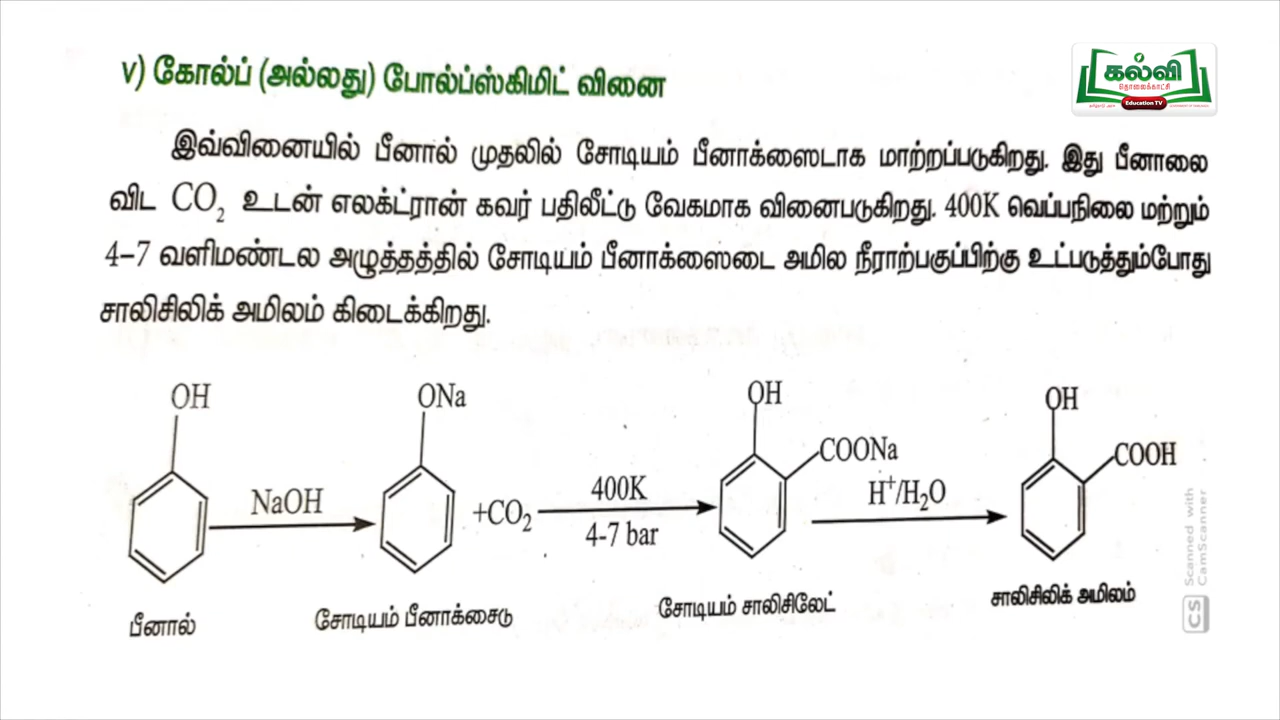 v) கோல்ப் (அல்லது) போல்ப்ஸ்கிமிட் வினை
கல்வி
தொலைக்காட்சி
Education TV
இவ்வினையில் பீனால் முதலில் சோடியம் பீனாக்ஸைடாக மாற்றப்படுகிறது. இது பீனாலை
விட CO₂ உடன் எலக்ட்ரான் கவர் பதிலீட்டு வேகமாக வினைபடுகிறது. 400K வெப்பநிலை மற்றும்
4–7 வளிமண்டல அழுத்தத்தில் சோடியம் பீனாக்ஸைடை அமில நீராற்பகுப்பிற்கு உட்படுத்தும்போது
சாலிசிலிக் அமிலம் கிடைக்கிறது.
OH ONa OH OH
COONa COOH
NaOH +CO₂ 400K H⁺/H₂O
4-7 bar
பீனால் சோடியம் பீனாக்சைடு சோடியம் சாலிசிலேட் சாலிசிலிக் அமிலம்
CS Scanned with
CamScanner